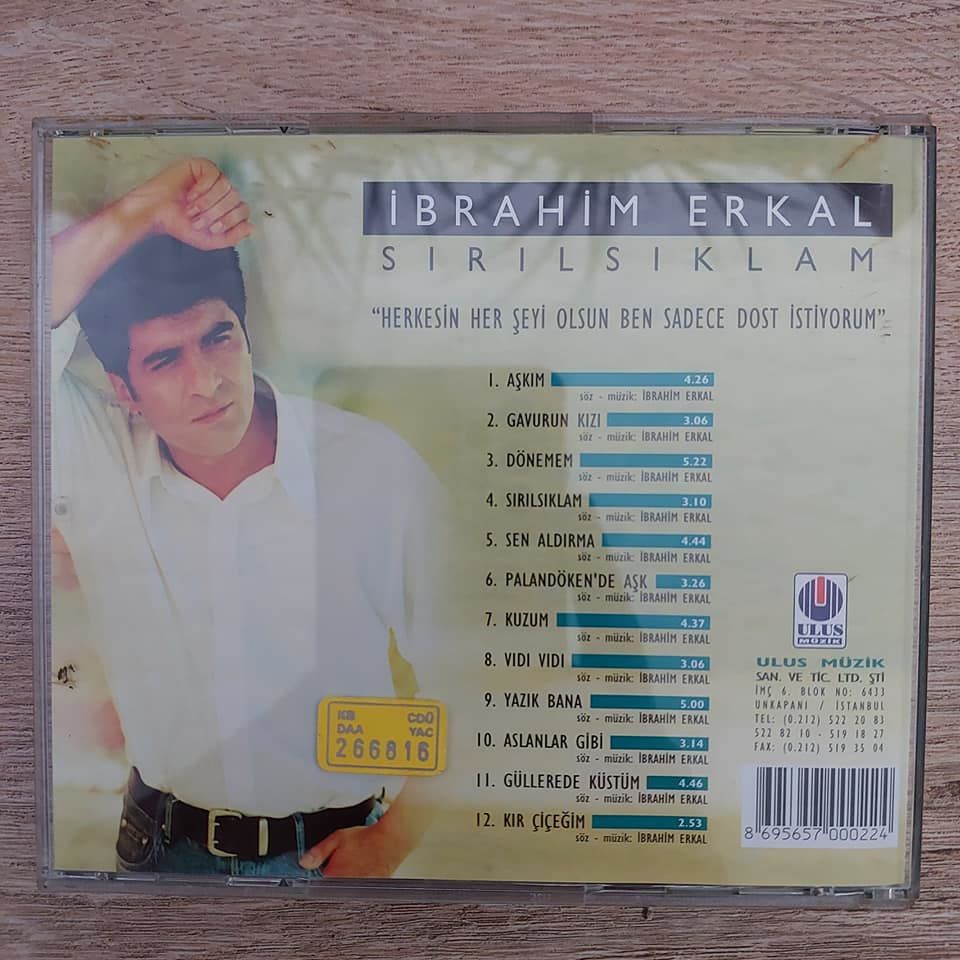 İBRAHİM ERKAL
SIRILSIKLAM
"HERKESİN HER ŞEYİ OLSUN BEN SADECE DOST İSTİYORUM"
1. AŞKIM 4.26
söz - müzik: İBRAHİM ERKAL
2. GAVURUN KIZI 3.06
söz - müzik: İBRAHİM ERKAL
3. DÖNEMEM 5.22
söz - müzik: İBRAHİM ERKAL
4. SIRILSIKLAM 3.10
söz - müzik: İBRAHİM ERKAL
5. SEN ALDIRMA 4.44
söz - müzik: İBRAHİM ERKAL
6. PALANDÖKEN'DE AŞK 3.26
söz - müzik: İBRAHİM ERKAL
7. KUZUM 4.37
söz - müzik: İBRAHİM ERKAL
8. VIDI VIDI 3.06
söz - müzik: İBRAHİM ERKAL
9. YAZIK BANA 5.00
söz - müzik: İBRAHİM ERKAL
10. ASLANLAR GİBİ 3.14
söz - müzik: İBRAHİM ERKAL
11. GÜLLEREDE KÜSTÜM 4.46
söz - müzik: İBRAHİM ERKAL
12. KIR ÇİÇEĞİM 2.53
söz - müzik: İBRAHİM ERKAL
KB CDÜ
DAA YAC
266816
ULUS
MÜZİK
ULUS MÜZİK
SAN. VE TİC. LTD. ŞTİ
İMÇ 6. BLOK NO: 6433
UNKAPANI / İSTANBUL
TEL: (0.212) 522 20 83
522 82 10 - 519 18 27
FAX: (0.212) 519 35 04
8 695657 000224